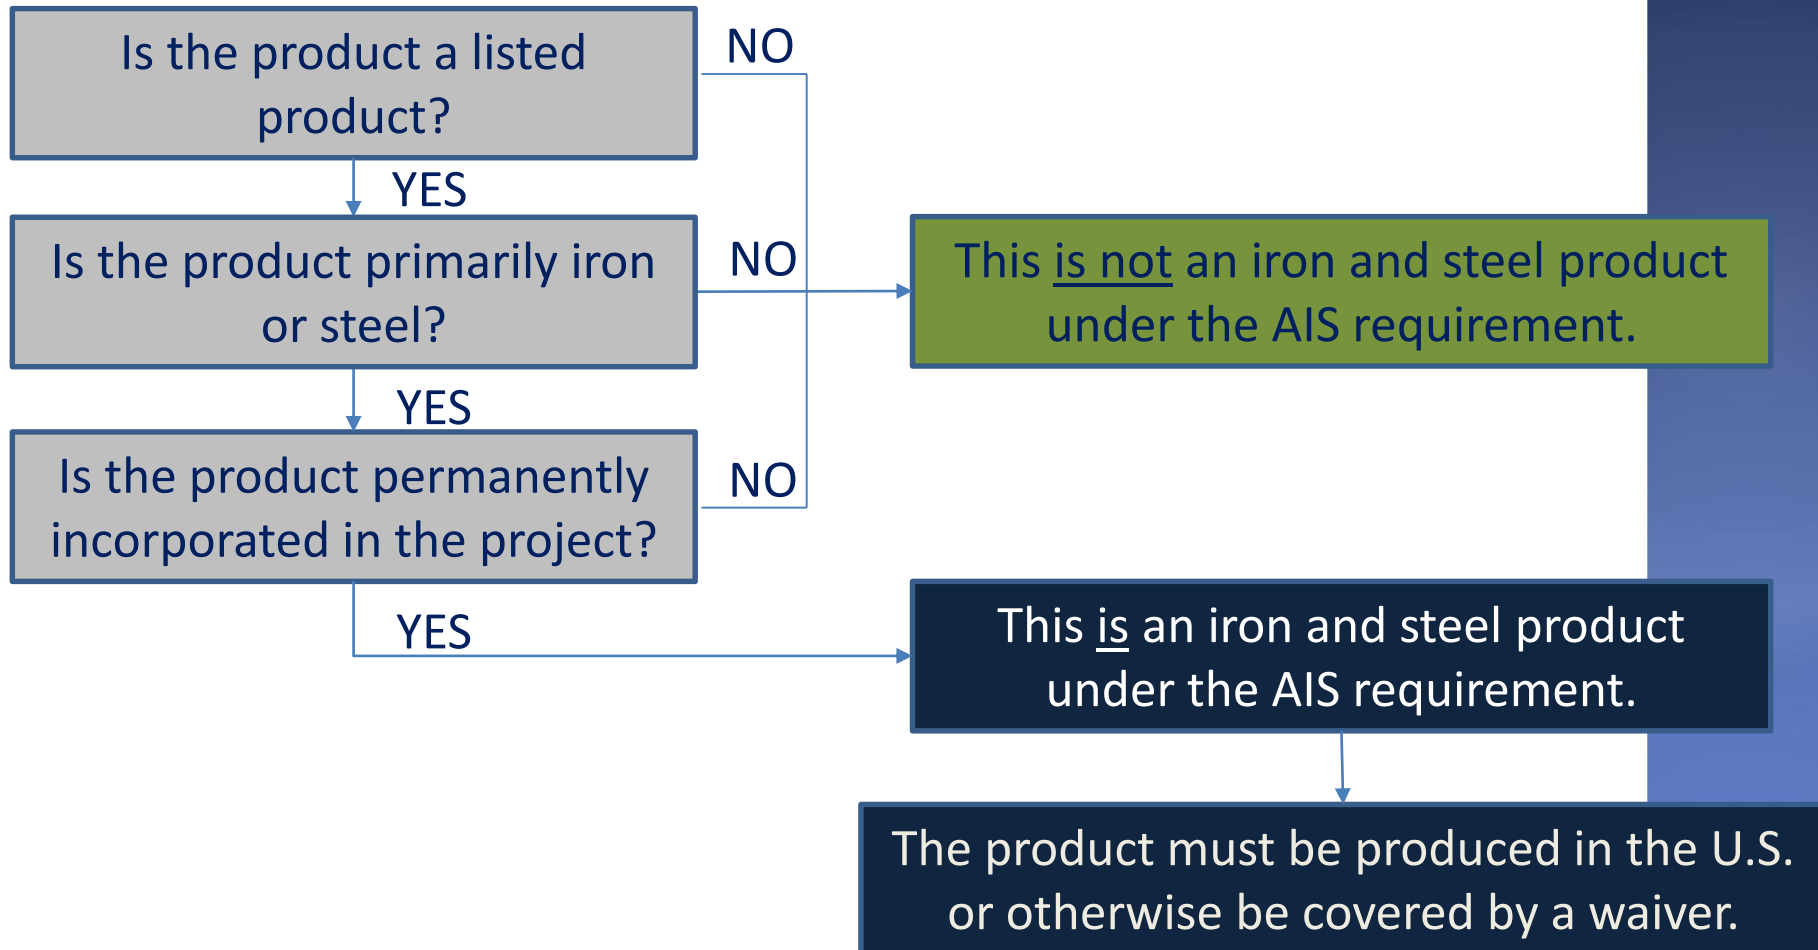 Is the product a listed
product?
NO
YES
Is the product primarily iron
or steel?
NO
This is not an iron and steel product
under the AIS requirement.
YES
Is the product permanently
incorporated in the project?
NO
YES
This is an iron and steel product
under the AIS requirement.
The product must be produced in the U.S.
or otherwise be covered by a waiver.